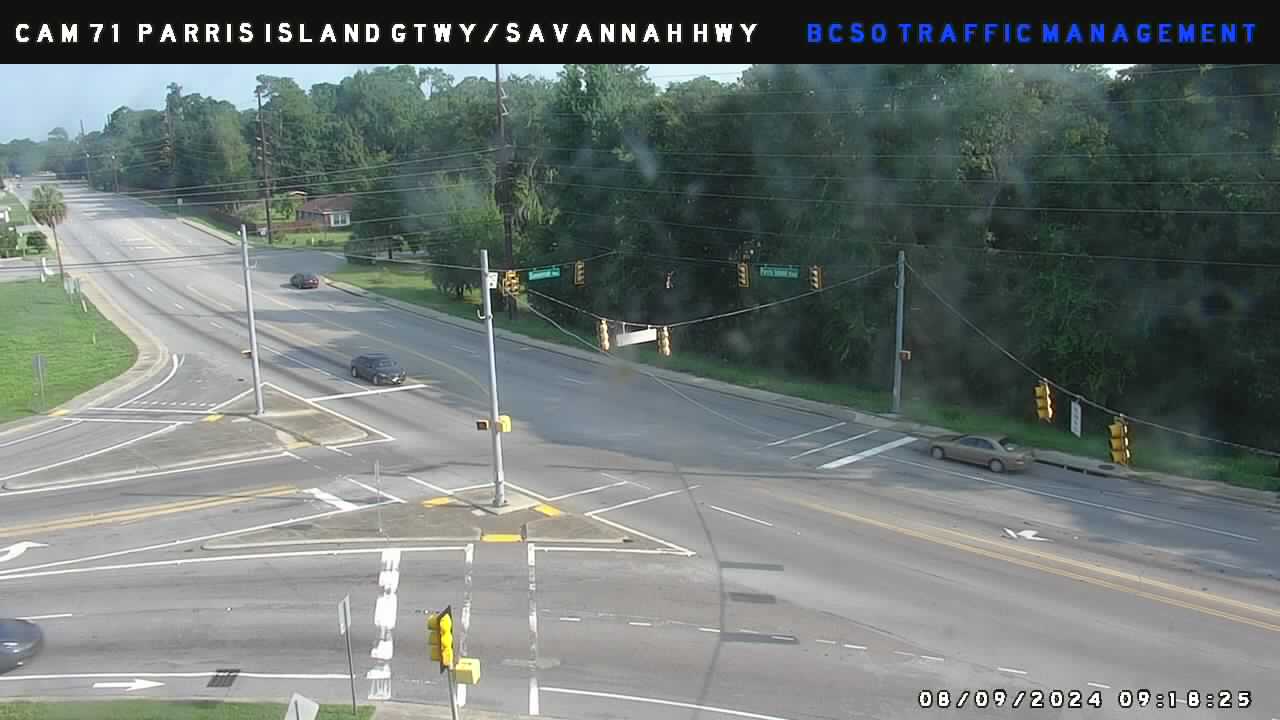 CAM 71 PARRIS ISLAND GTWY/SAVANNAH HWY
BCSO TRAFFIC MANAGEMENT
08/09/2024 09:18:25